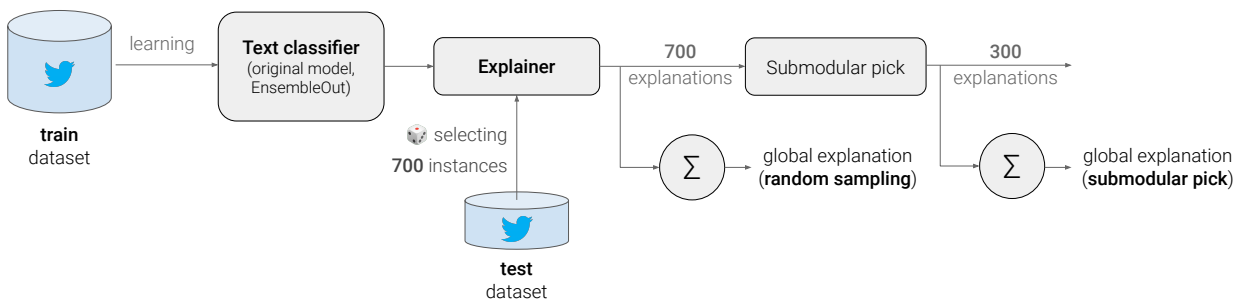 learning
Text classifier
(original model,
EnsembleOut)
Explainer
700
explanations
Submodular pick
300
explanations
train
dataset
selecting
700 instances
Σ
global explanation
(random sampling)
Σ
global explanation
(submodular pick)
test
dataset